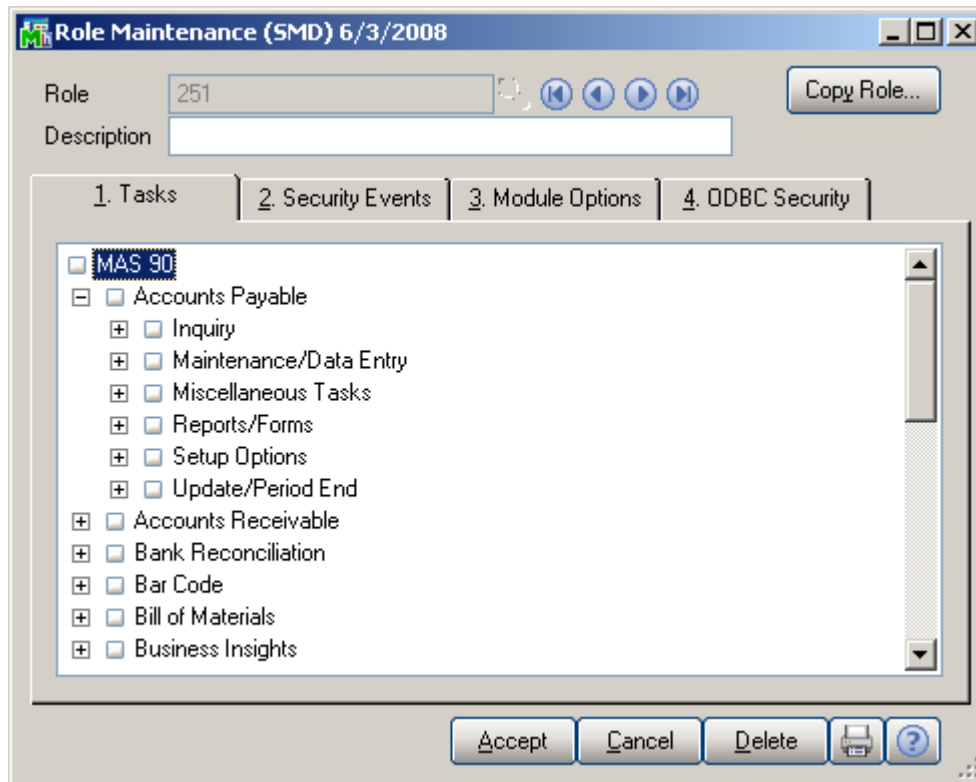 Role Maintenance (SMD) 6/3/2008
Role 251 Copy Role...
Description
1. Tasks 2. Security Events 3. Module Options 4. ODBC Security
MAS 90
Accounts Payable
Inquiry
Maintenance/Data Entry
Miscellaneous Tasks
Reports/Forms
Setup Options
Update/Period End
Accounts Receivable
Bank Reconciliation
Bar Code
Bill of Materials
Business Insights
Accept Cancel Delete ?